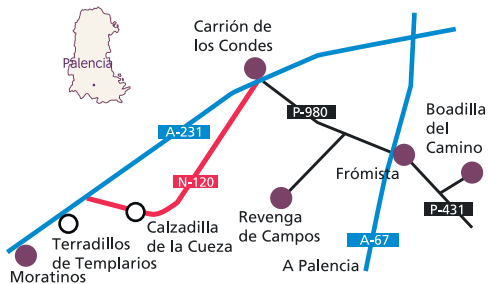 Carrión de
los Condes
Palencia
P-980
Boadilla
del
Camino
A-231
Frómista
N-120
P-431
Revenga
de Campos
Calzadilla
de la Cueza
A-67
Terradillos
de Templarios
A Palencia
Moratinos